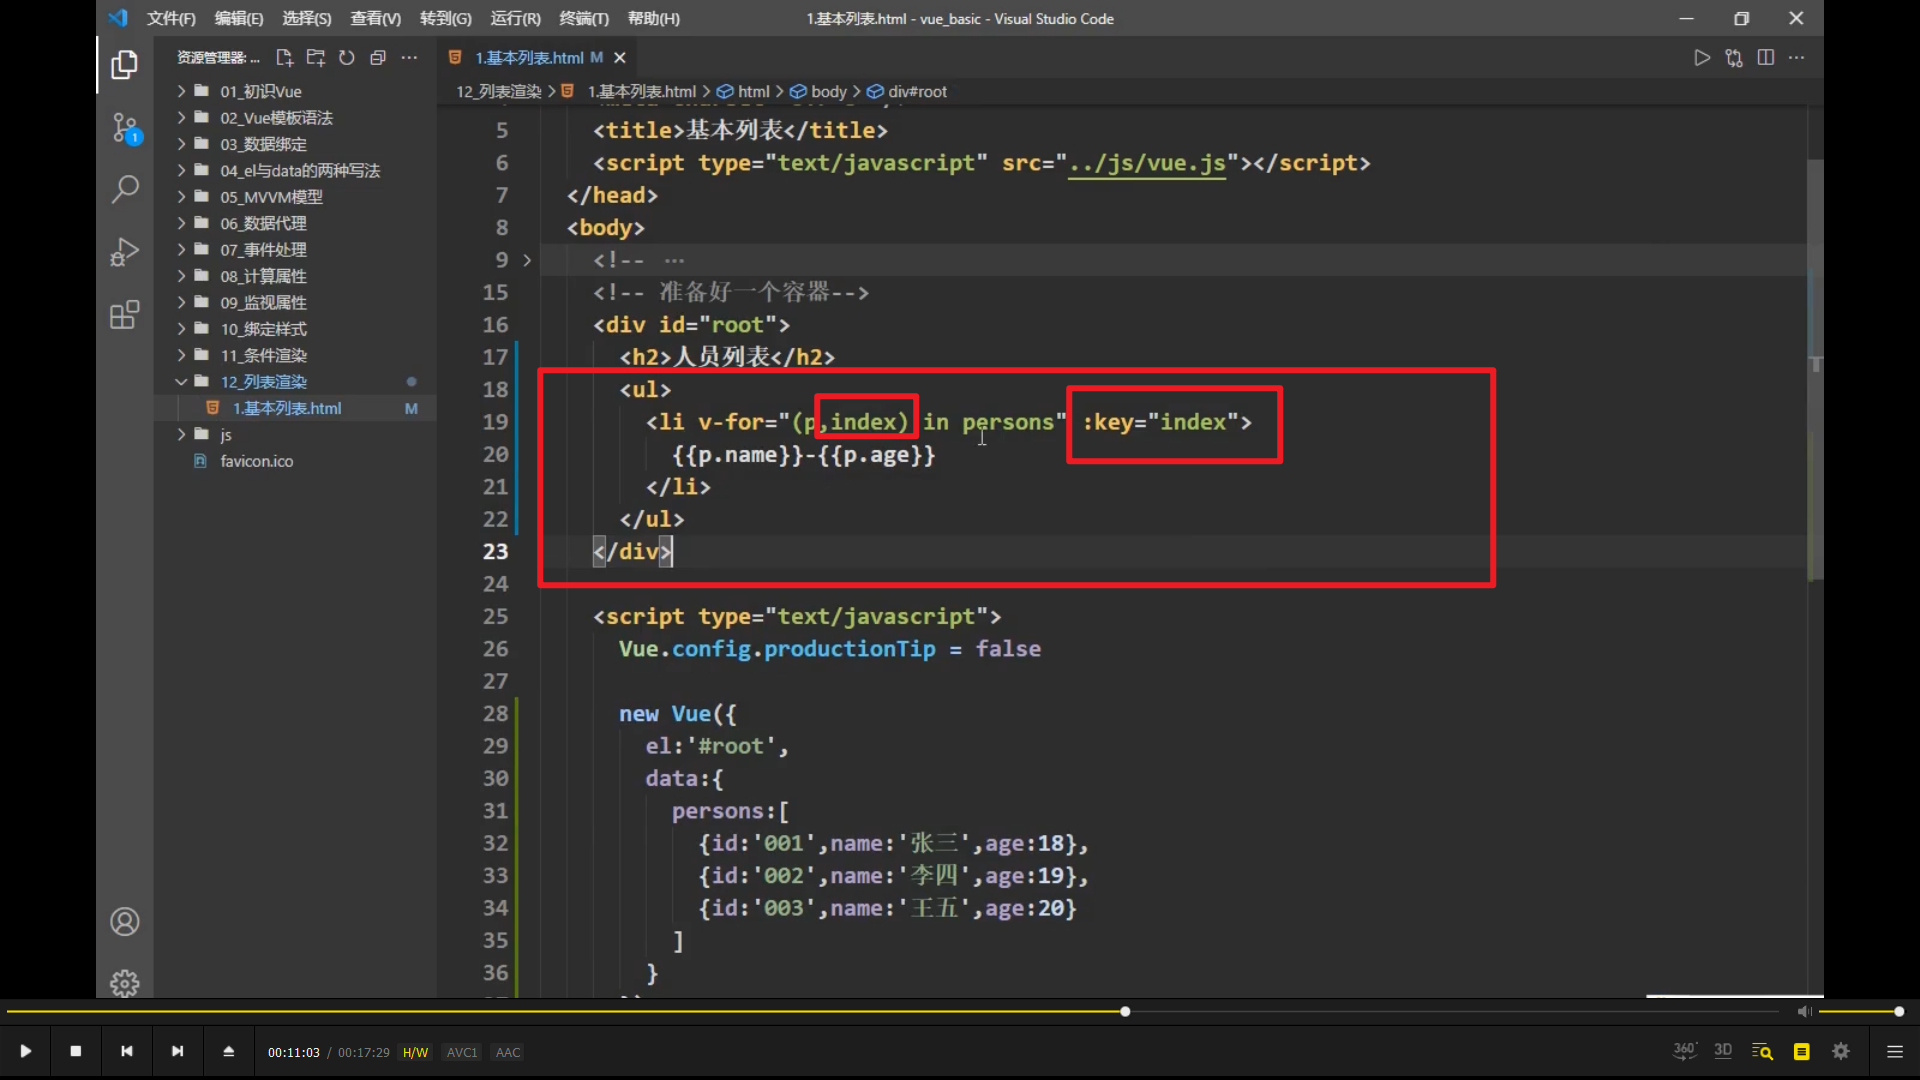 文件(F) 编辑(E) 选择(S) 查看(V) 转到(G) 运行(R) 终端(T) 帮助(H) 1.基本列表.html - vue_basic - Visual Studio Code
资源管理器: ...
1.基本列表.html M
12_列表渲染 > 1.基本列表.html > html > body > div#root
01_初识Vue
02_Vue模板语法
03_数据绑定
04_el与data的两种写法
05_MVVM模型
06_数据代理
07_事件处理
08_计算属性
09_监视属性
10_绑定样式
11_条件渲染
12_列表渲染
1.基本列表.html M
js
favicon.ico
1
5 <title>基本列表</title>
6 <script type="text/javascript" src="../js/vue.js"></script>
7 </head>
8 <body>
9 <!-- ...
15 <!-- 准备好一个容器-->
16 <div id="root">
17 <h2>人员列表</h2>
18 <ul>
19 <li v-for="(p,index) in persons" :key="index">
20 {{p.name}}-{{p.age}}
21 </li>
22 </ul>
23 </div>
24
25 <script type="text/javascript">
26 Vue.config.productionTip = false
27
28 new Vue({
29 el:'#root',
30 data:{
31 persons:[
32 {id:'001',name:'张三',age:18},
33 {id:'002',name:'李四',age:19},
34 {id:'003',name:'王五',age:20}
35 ]
36 }
00:11:03 / 00:17:29 H/W AVC1 AAC
360° 3D